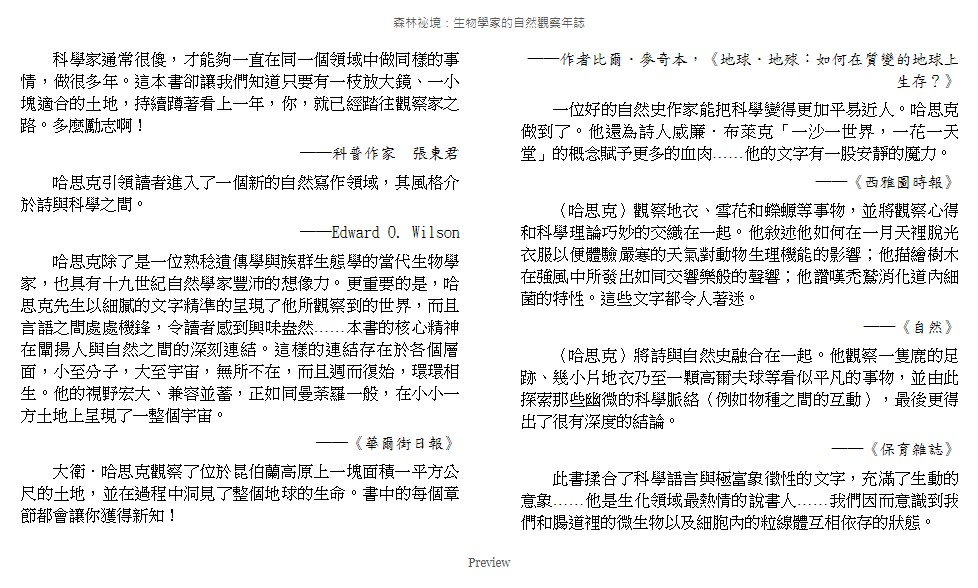 森林祕境：生物學家的自然觀察年誌
科學家通常很傻，才能夠一直在同一個領域中做同樣的事
情，做很多年。這本書卻讓我們知道只要有一枝放大鏡、一小
塊適合的土地，持續蹲著看上一年，你，就已經踏往觀察家之
路。多麼勵志啊！
——科普作家　張東君
哈思克引領讀者進入了一個新的自然寫作領域，其風格介
於詩與科學之間。
——Edward O. Wilson
哈思克除了是一位熟稔遺傳學與族群生態學的當代生物學
家，也具有十九世紀自然學家豐沛的想像力。更重要的是，哈
思克先生以細膩的文字精準的呈現了他所觀察到的世界，而且
言語之間處處機鋒，令讀者感到興味盎然……本書的核心精神
在闡揚人與自然之間的深刻連結。這樣的連結存在於各個層
面，小至分子，大至宇宙，無所不在，而且週而復始，環環相
生。他的視野宏大、兼容並蓄，正如同曼荼羅一般，在小小一
方土地上呈現了一整個宇宙。
——《華爾街日報》
大衛．哈思克觀察了位於昆伯蘭高原上一塊面積一平方公
尺的土地，並在過程中洞見了整個地球的生命。書中的每個章
節都會讓你獲得新知！
——作者比爾．麥奇本，《地球．地球：如何在質變的地球上
生存？》
一位好的自然史作家能把科學變得更加平易近人。哈思克
做到了。他還為詩人威廉．布萊克「一沙一世界，一花一天
堂」的概念賦予更多的血肉……他的文字有一股安靜的魔力。
——《西雅圖時報》
（哈思克）觀察地衣、雪花和蠑螈等事物，並將觀察心得
和科學理論巧妙的交織在一起。他敘述他如何在一月天裡脫光
衣服以便體驗嚴寒的天氣對動物生理機能的影響；他描繪樹木
在強風中所發出如同交響樂般的聲響；他讚嘆禿鷲消化道內細
菌的特性。這些文字都令人著迷。
——《自然》
（哈思克）將詩與自然史融合在一起。他觀察一隻鹿的足
跡、幾小片地衣乃至一顆高爾夫球等看似平凡的事物，並由此
探索那些幽微的科學脈絡（例如物種之間的互動），最後更得
出了很有深度的結論。
——《保育雜誌》
此書揉合了科學語言與極富象徵性的文字，充滿了生動的
意象……他是生化領域最熱情的說書人……我們因而意識到我
們和腸道裡的微生物以及細胞內的粒線體互相依存的狀態。
Preview